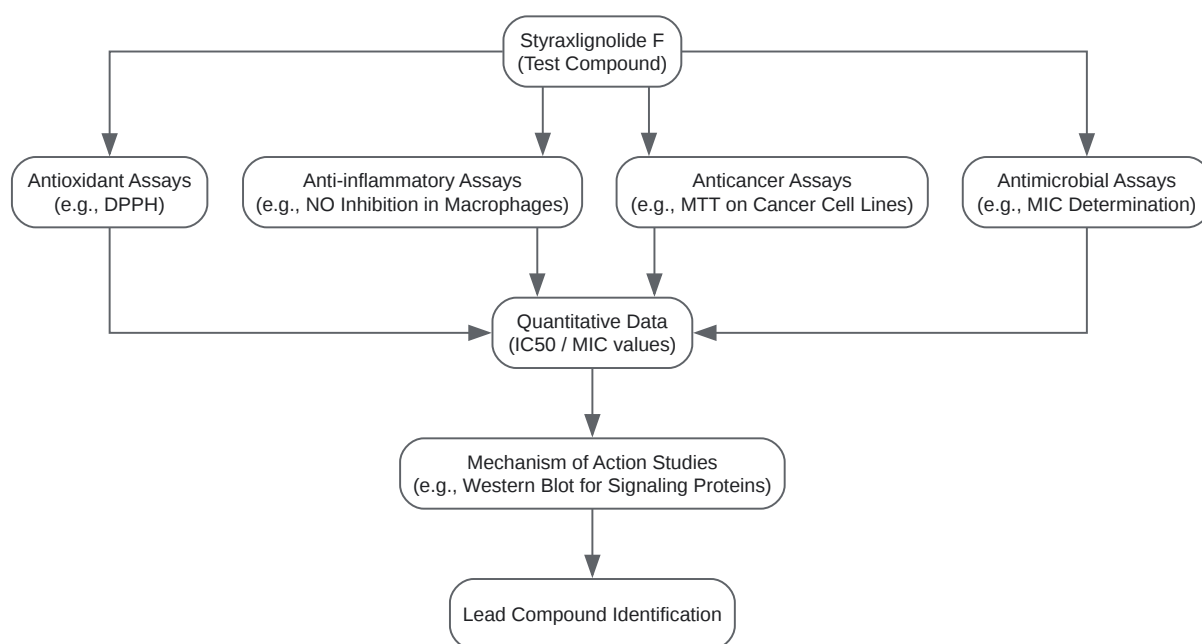 Styraxlignolide F
(Test Compound)
Antioxidant Assays
(e.g., DPPH)
Anti-inflammatory Assays
(e.g., NO Inhibition in Macrophages)
Anticancer Assays
(e.g., MTT on Cancer Cell Lines)
Antimicrobial Assays
(e.g., MIC Determination)
Quantitative Data
(IC50 / MIC values)
Mechanism of Action Studies
(e.g., Western Blot for Signaling Proteins)
Lead Compound Identification